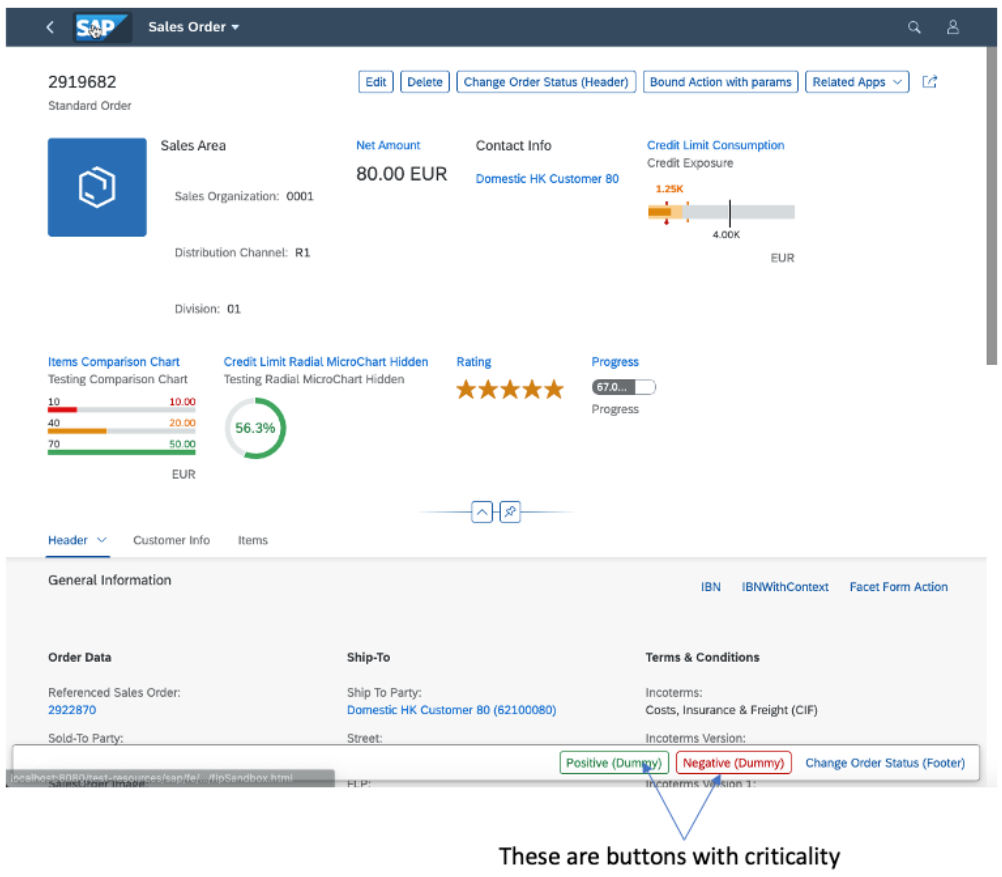 SAP Sales Order
2919682
Standard Order
Edit Delete Change Order Status (Header) Bound Action with params Related Apps
Sales Area
Sales Organization: 0001
Distribution Channel: R1
Division: 01
Net Amount
80.00 EUR
Contact Info
Domestic HK Customer 80
Credit Limit Consumption
Credit Exposure
1.25K
4.00K
EUR
Items Comparison Chart
Testing Comparison Chart
10 10.00
40 20.00
70 50.00
EUR
Credit Limit Radial MicroChart Hidden
Testing Radial MicroChart Hidden
56.3%
Rating
Progress
67.0...
Progress
Header Customer Info Items
General Information
IBN IBNWithContext Facet Form Action
Order Data
Referenced Sales Order:
2922870
Sold-To Party:
Ship-To
Ship To Party:
Domestic HK Customer 80 (62100080)
Street:
Terms & Conditions
Incoterms:
Costs, Insurance & Freight (CIF)
Incoterms Version:
Positive (Dummy) Negative (Dummy) Change Order Status (Footer)
localhost:8080/test-resources/sap/fe/.../flpSandbox.html
SalesOrder Image:
FLP:
Incoterms Version 1:
These are buttons with criticality